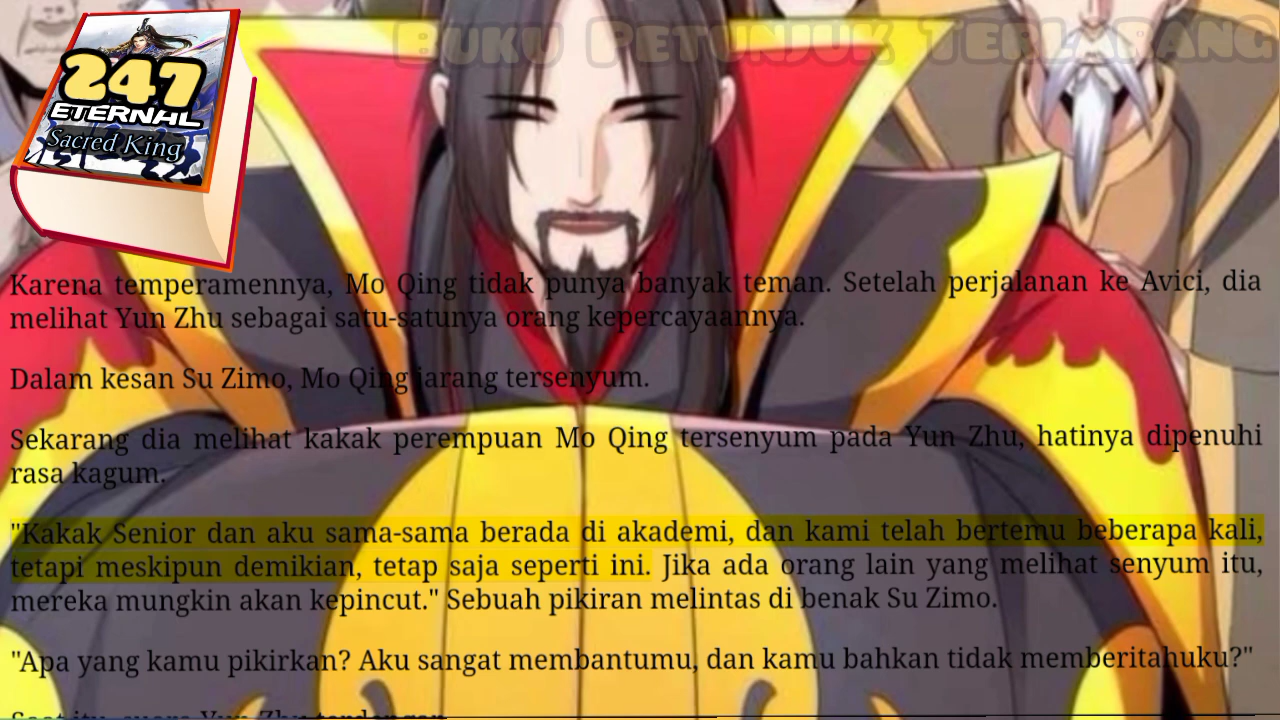 Buku Petunjuk Terlarang
247
ETERNAL
Sacred King
Karena temperamennya, Mo Qing tidak punya banyak teman. Setelah perjalanan ke Avici, dia
melihat Yun Zhu sebagai satu-satunya orang kepercayaannya.
Dalam kesan Su Zimo, Mo Qing jarang tersenyum.
Sekarang dia melihat kakak perempuan Mo Qing tersenyum pada Yun Zhu, hatinya dipenuhi
rasa kagum.
"Kakak Senior dan aku sama-sama berada di akademi, dan kami telah bertemu beberapa kali,
tetapi meskipun demikian, tetap saja seperti ini. Jika ada orang lain yang melihat senyum itu,
mereka mungkin akan kepincut." Sebuah pikiran melintas di benak Su Zimo.
"Apa yang kamu pikirkan? Aku sangat membantumu, dan kamu bahkan tidak memberitahuku?"